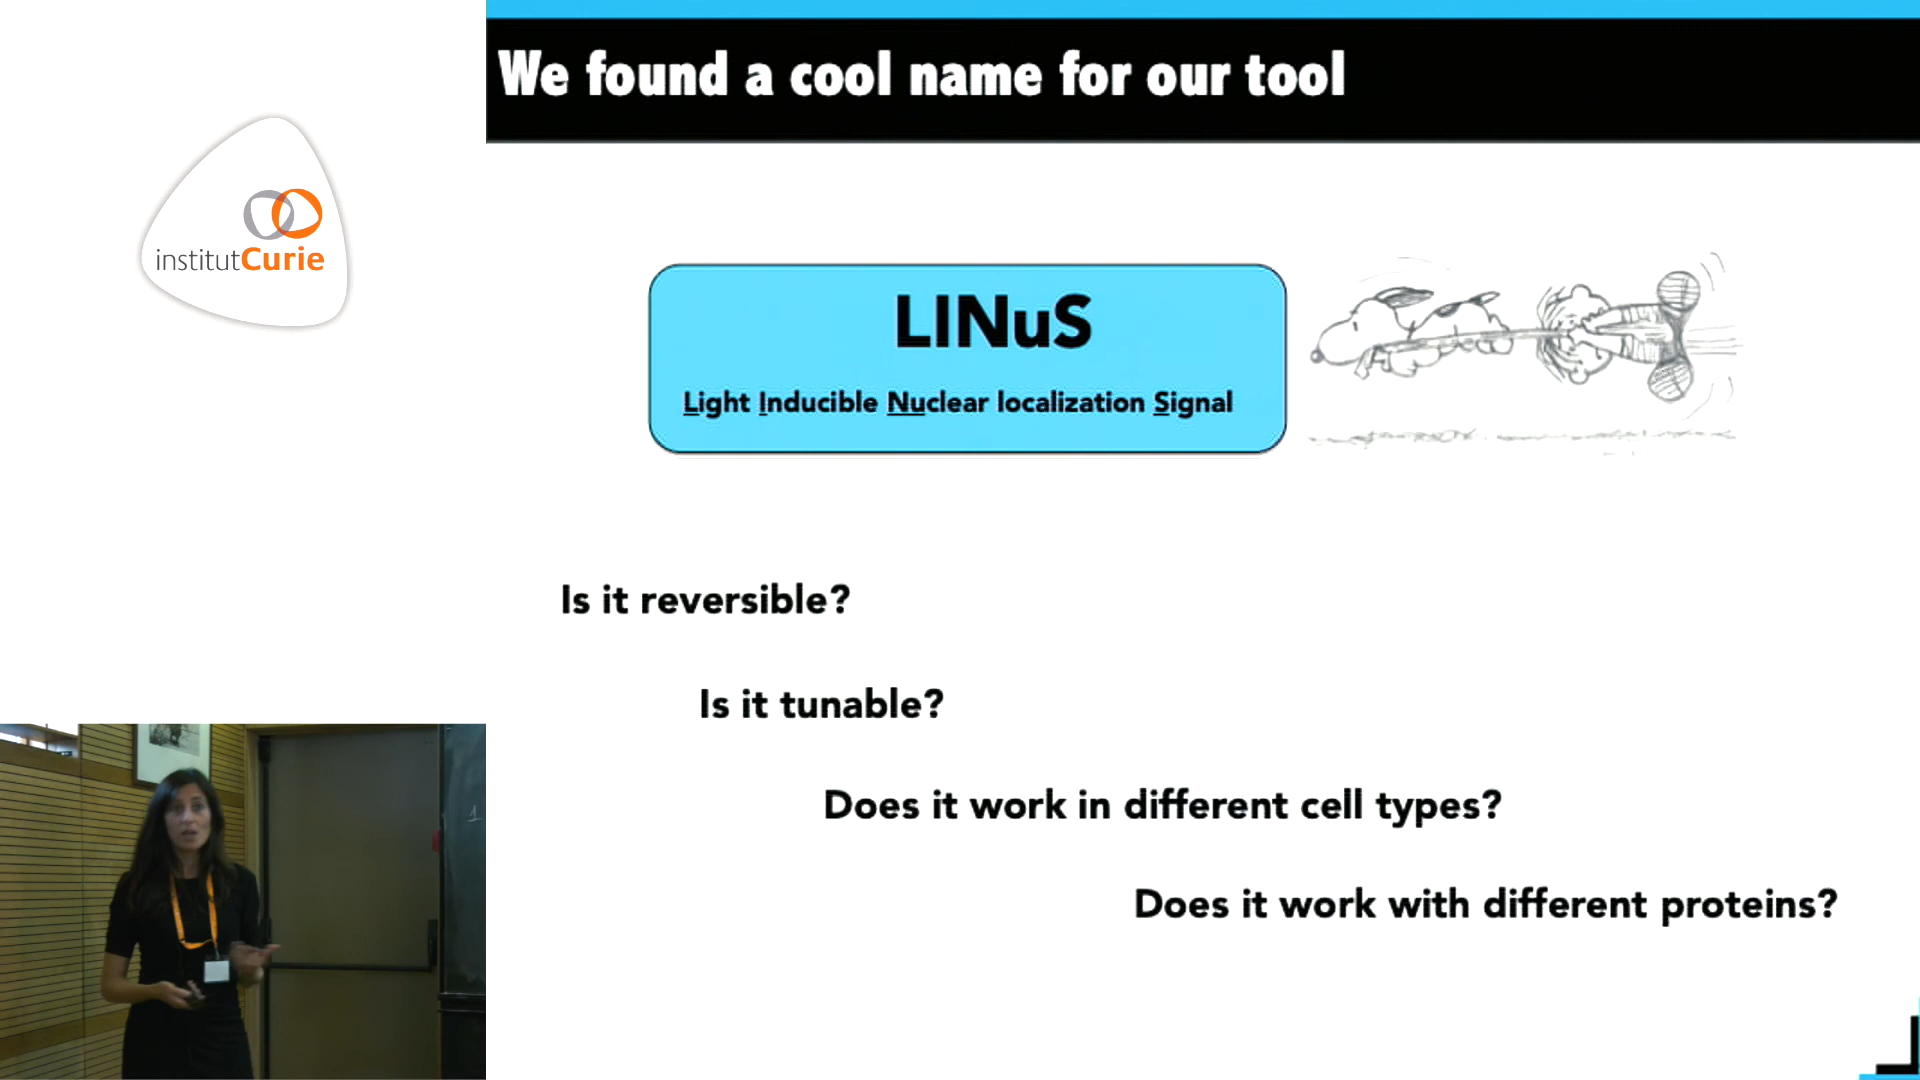 We found a cool name for our tool
institutCurie
LINuS
Light Inducible Nuclear localization Signal
Is it reversible?
Is it tunable?
Does it work in different cell types?
Does it work with different proteins?